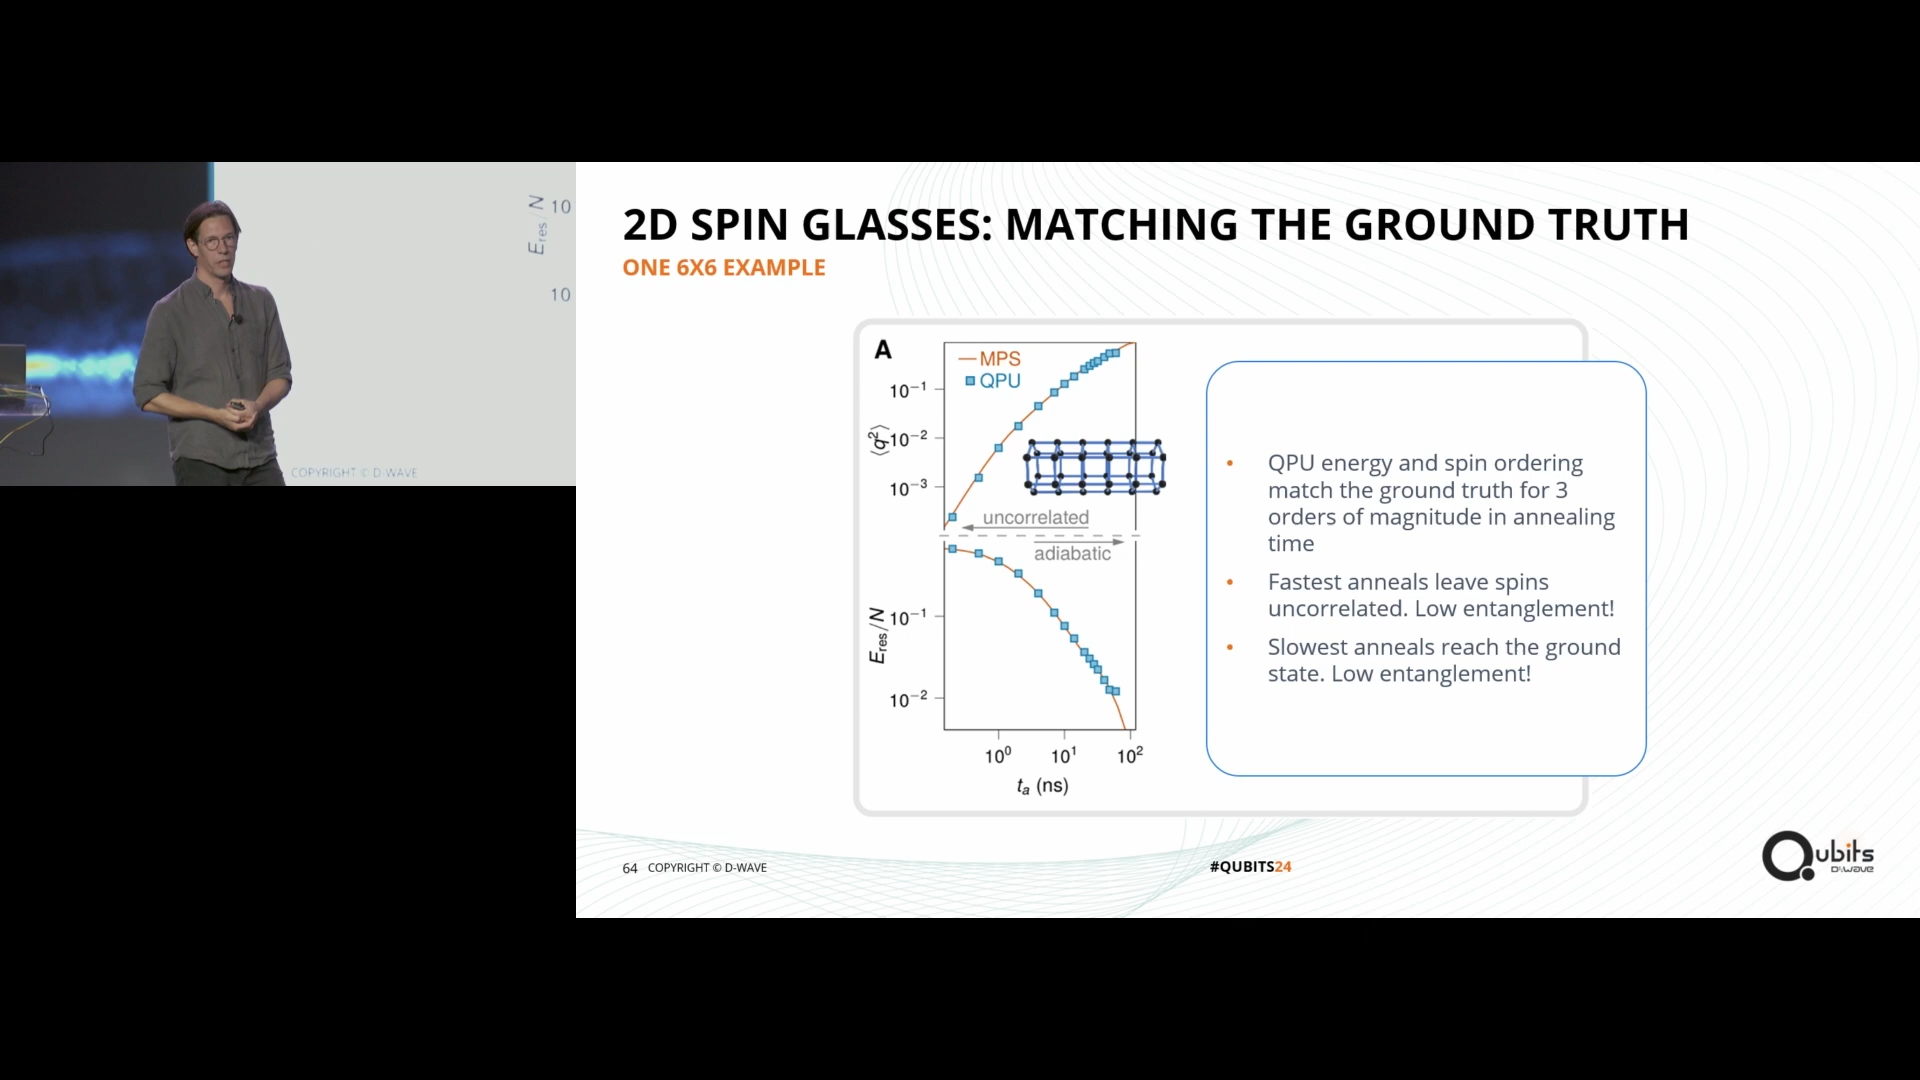 E_res/N
10
10
COPYRIGHT © D-WAVE
2D SPIN GLASSES: MATCHING THE GROUND TRUTH
ONE 6X6 EXAMPLE
A
MPS
QPU
⟨q²⟩
10⁻¹
10⁻²
10⁻³
uncorrelated
adiabatic
E_res/N
10⁻¹
10⁻²
10⁰ 10¹ 10²
t_a (ns)
• QPU energy and spin ordering
match the ground truth for 3
orders of magnitude in annealing
time
• Fastest anneals leave spins
uncorrelated. Low entanglement!
• Slowest anneals reach the ground
state. Low entanglement!
64 COPYRIGHT © D-WAVE
#QUBITS24
Qubits
D:WAVE